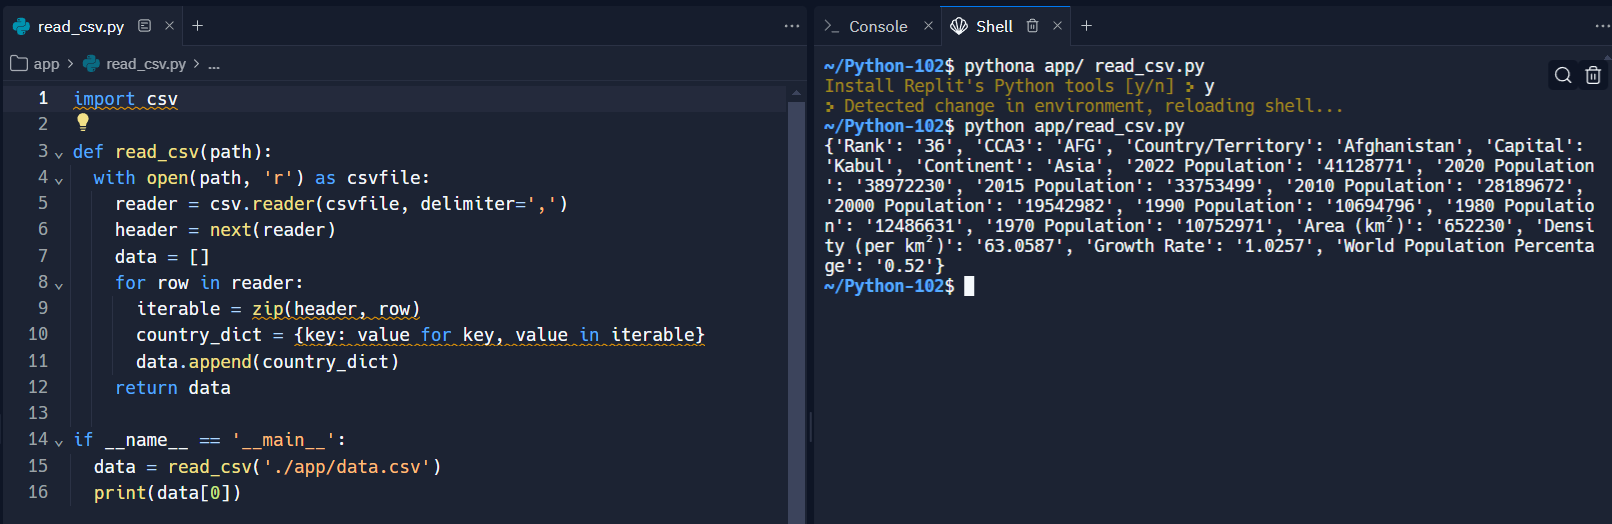 read_csv.py
app > read_csv.py > ...
1 import csv
2
3 def read_csv(path):
4 with open(path, 'r') as csvfile:
5 reader = csv.reader(csvfile, delimiter=',')
6 header = next(reader)
7 data = []
8 for row in reader:
9 iterable = zip(header, row)
10 country_dict = {key: value for key, value in iterable}
11 data.append(country_dict)
12 return data
13
14 if __name__ == '__main__':
15 data = read_csv('./app/data.csv')
16 print(data[0])
Console
Shell
~/Python-102$ pythona app/ read_csv.py
Install Replit's Python tools [y/n] > y
> Detected change in environment, reloading shell...
~/Python-102$ python app/read_csv.py
{'Rank': '36', 'CCA3': 'AFG', 'Country/Territory': 'Afghanistan', 'Capital':
'Kabul', 'Continent': 'Asia', '2022 Population': '41128771', '2020 Population
': '38972230', '2015 Population': '33753499', '2010 Population': '28189672',
'2000 Population': '19542982', '1990 Population': '10694796', '1980 Populatio
n': '12486631', '1970 Population': '10752971', 'Area (km²)': '652230', 'Densi
ty (per km²)': '63.0587', 'Growth Rate': '1.0257', 'World Population Percenta
ge': '0.52'}
~/Python-102$